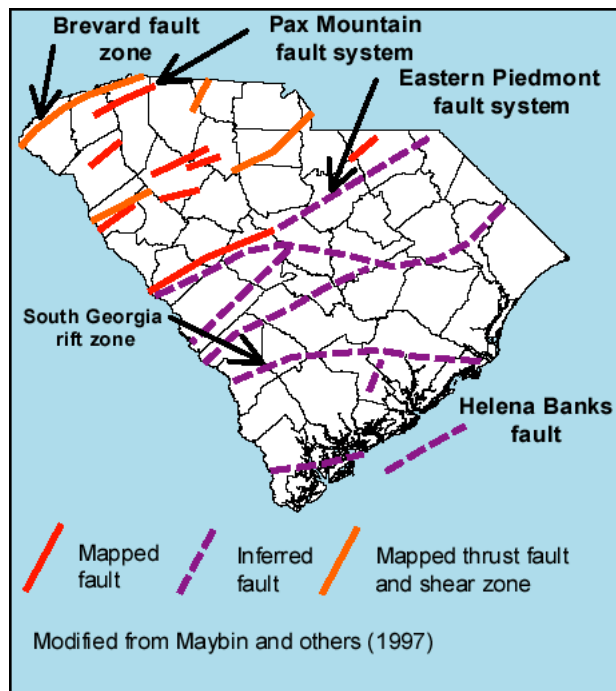 Brevard fault
zone
Pax Mountain
fault system
Eastern Piedmont
fault system
South Georgia
rift zone
Helena Banks
fault
Mapped
fault
Inferred
fault
Mapped thrust fault
and shear zone
Modified from Maybin and others (1997)